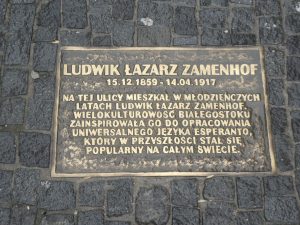 LUDWIK ŁAZARZ ZAMENHOF
15.12.1859 - 14.04.1917
NA TEJ ULICY MIESZKAŁ W MŁODZIEŃCZYCH
LATACH LUDWIK ŁAZARZ ZAMENHOF.
WIELOKULTUROWOŚĆ BIAŁEGOSTOKU
ZAINSPIROWAŁA GO DO OPRACOWANIA
UNIWERSALNEGO JĘZYKA ESPERANTO,
KTÓRY W PRZYSZŁOŚCI STAŁ SIĘ
POPULARNY NA CAŁYM ŚWIECIE.